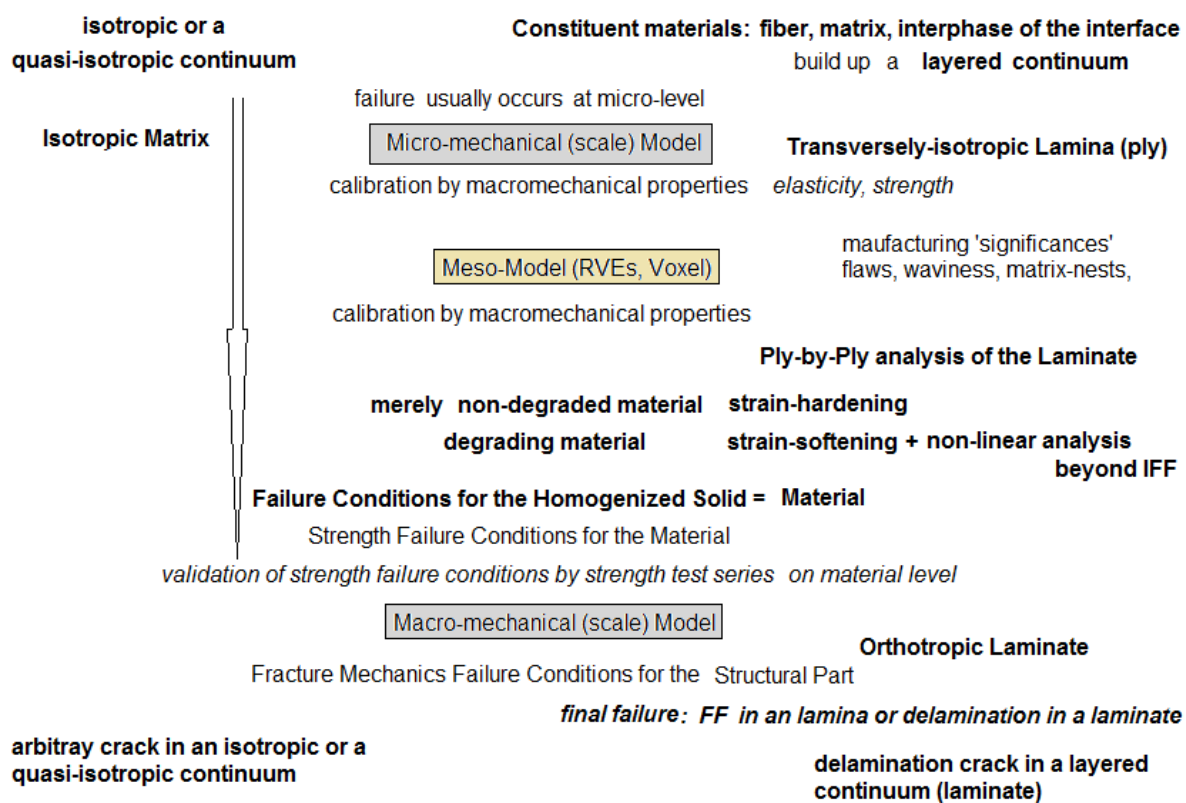 isotropic or a
quasi-isotropic continuum
Constituent materials: fiber, matrix, interphase of the interface
build up a layered continuum
failure usually occurs at micro-level
Isotropic Matrix
Micro-mechanical (scale) Model
Transversely-isotropic Lamina (ply)
calibration by macromechanical properties elasticity, strength
maufacturing 'significances'
flaws, waviness, matrix-nests,
Meso-Model (RVEs, Voxel)
calibration by macromechanical properties
Ply-by-Ply analysis of the Laminate
merely non-degraded material strain-hardening
degrading material strain-softening + non-linear analysis
beyond IFF
Failure Conditions for the Homogenized Solid = Material
Strength Failure Conditions for the Material
validation of strength failure conditions by strength test series on material level
Macro-mechanical (scale) Model
Orthotropic Laminate
Fracture Mechanics Failure Conditions for the Structural Part
final failure: FF in an lamina or delamination in a laminate
arbitray crack in an isotropic or a
quasi-isotropic continuum
delamination crack in a layered
continuum (laminate)